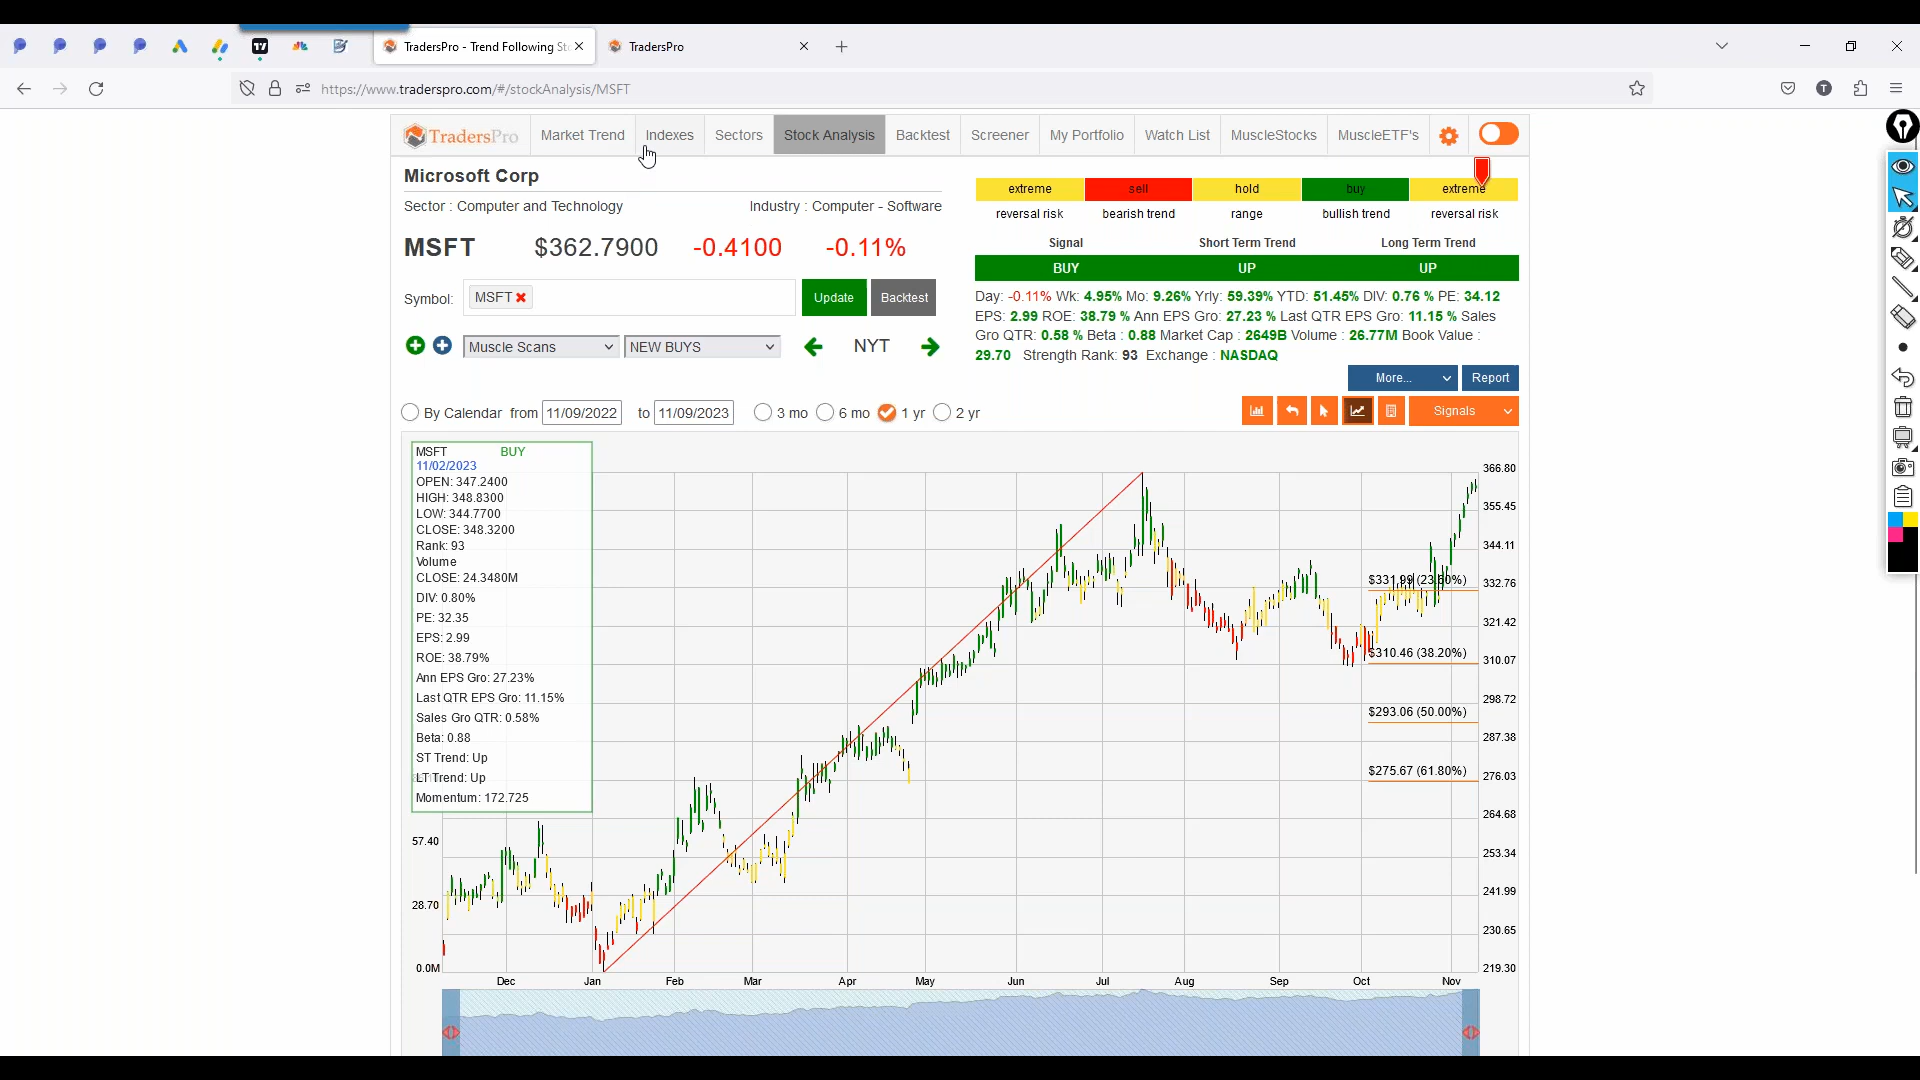 TradersPro - Trend Following St
TradersPro
https://www.traderspro.com/#/stockAnalysis/MSFT
T
TradersPro
Market Trend
Indexes
Sectors
Stock Analysis
Backtest
Screener
My Portfolio
Watch List
MuscleStocks
MuscleETF's
Microsoft Corp
Sector : Computer and Technology
Industry : Computer - Software
MSFT $362.7900 -0.4100 -0.11%
Symbol: MSFT
Update
Backtest
Muscle Scans
NEW BUYS
NYT
extreme sell hold buy extreme
reversal risk bearish trend range bullish trend reversal risk
Signal Short Term Trend Long Term Trend
BUY UP UP
Day: -0.11% Wk: 4.95% Mo: 9.26% Yrly: 59.39% YTD: 51.45% DIV: 0.76 % PE: 34.12
EPS: 2.99 ROE: 38.79 % Ann EPS Gro: 27.23 % Last QTR EPS Gro: 11.15 % Sales
Gro QTR: 0.58 % Beta : 0.88 Market Cap : 2649B Volume : 26.77M Book Value :
29.70 Strength Rank: 93 Exchange : NASDAQ
More...
Report
By Calendar from 11/09/2022 to 11/09/2023 3 mo 6 mo 1 yr 2 yr
Signals
MSFT BUY
11/02/2023
OPEN: 347.2400
HIGH: 348.8300
LOW: 344.7700
CLOSE: 348.3200
Rank: 93
Volume
CLOSE: 24.3480M
DIV: 0.80%
PE: 32.35
EPS: 2.99
ROE: 38.79%
Ann EPS Gro: 27.23%
Last QTR EPS Gro: 11.15%
Sales Gro QTR: 0.58%
Beta: 0.88
ST Trend: Up
LT Trend: Up
Momentum: 172.725
57.40
28.70
0.0M
366.80
355.45
344.11
332.76
321.42
310.07
298.72
287.38
276.03
264.68
253.34
241.99
230.65
219.30
$331.99 (23.60%)
$310.46 (38.20%)
$293.06 (50.00%)
$275.67 (61.80%)
Dec Jan Feb Mar Apr May Jun Jul Aug Sep Oct Nov